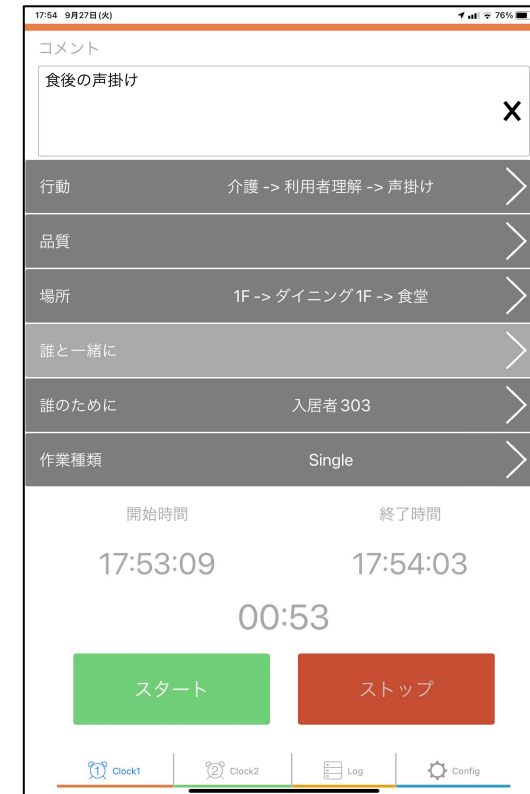 17:54 9月27日(火) 76%
コメント
食後の声掛け
行動 介護 -> 利用者理解 -> 声掛け
品質
場所 1F -> ダイニング1F -> 食堂
誰と一緒に
誰のために 入居者303
作業種類 Single
開始時間 終了時間
17:53:09 17:54:03
00:53
スタート ストップ
1 Clock1 2 Clock2 Log Config